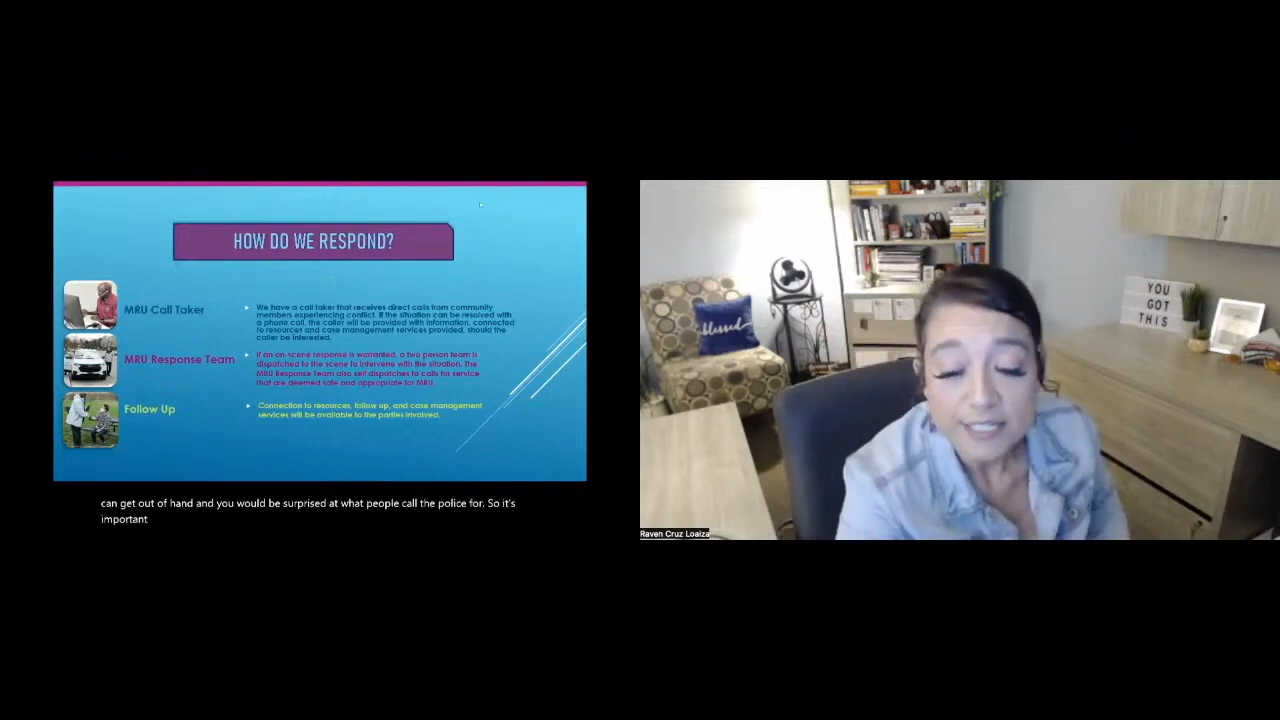 HOW DO WE RESPOND?
MRU Call Taker
We have a call taker that receives direct calls from community
members experiencing conflict. If the situation can be resolved with
a phone call, the caller will be provided with information, connected
to resources and case management services provided, should the
caller be interested.
MRU Response Team
If an on-scene response is warranted, a two person team is
dispatched to the scene to intervene with the situation. The
MRU Response Team also self dispatches to calls for service
that are deemed safe and appropriate for MRU.
Follow Up
Connection to resources, follow up, and case management
services will be available to the parties involved.
can get out of hand and you would be surprised at what people call the police for. So it's
important
blessed
YOU
GOT
THIS
Raven Cruz Loaiza